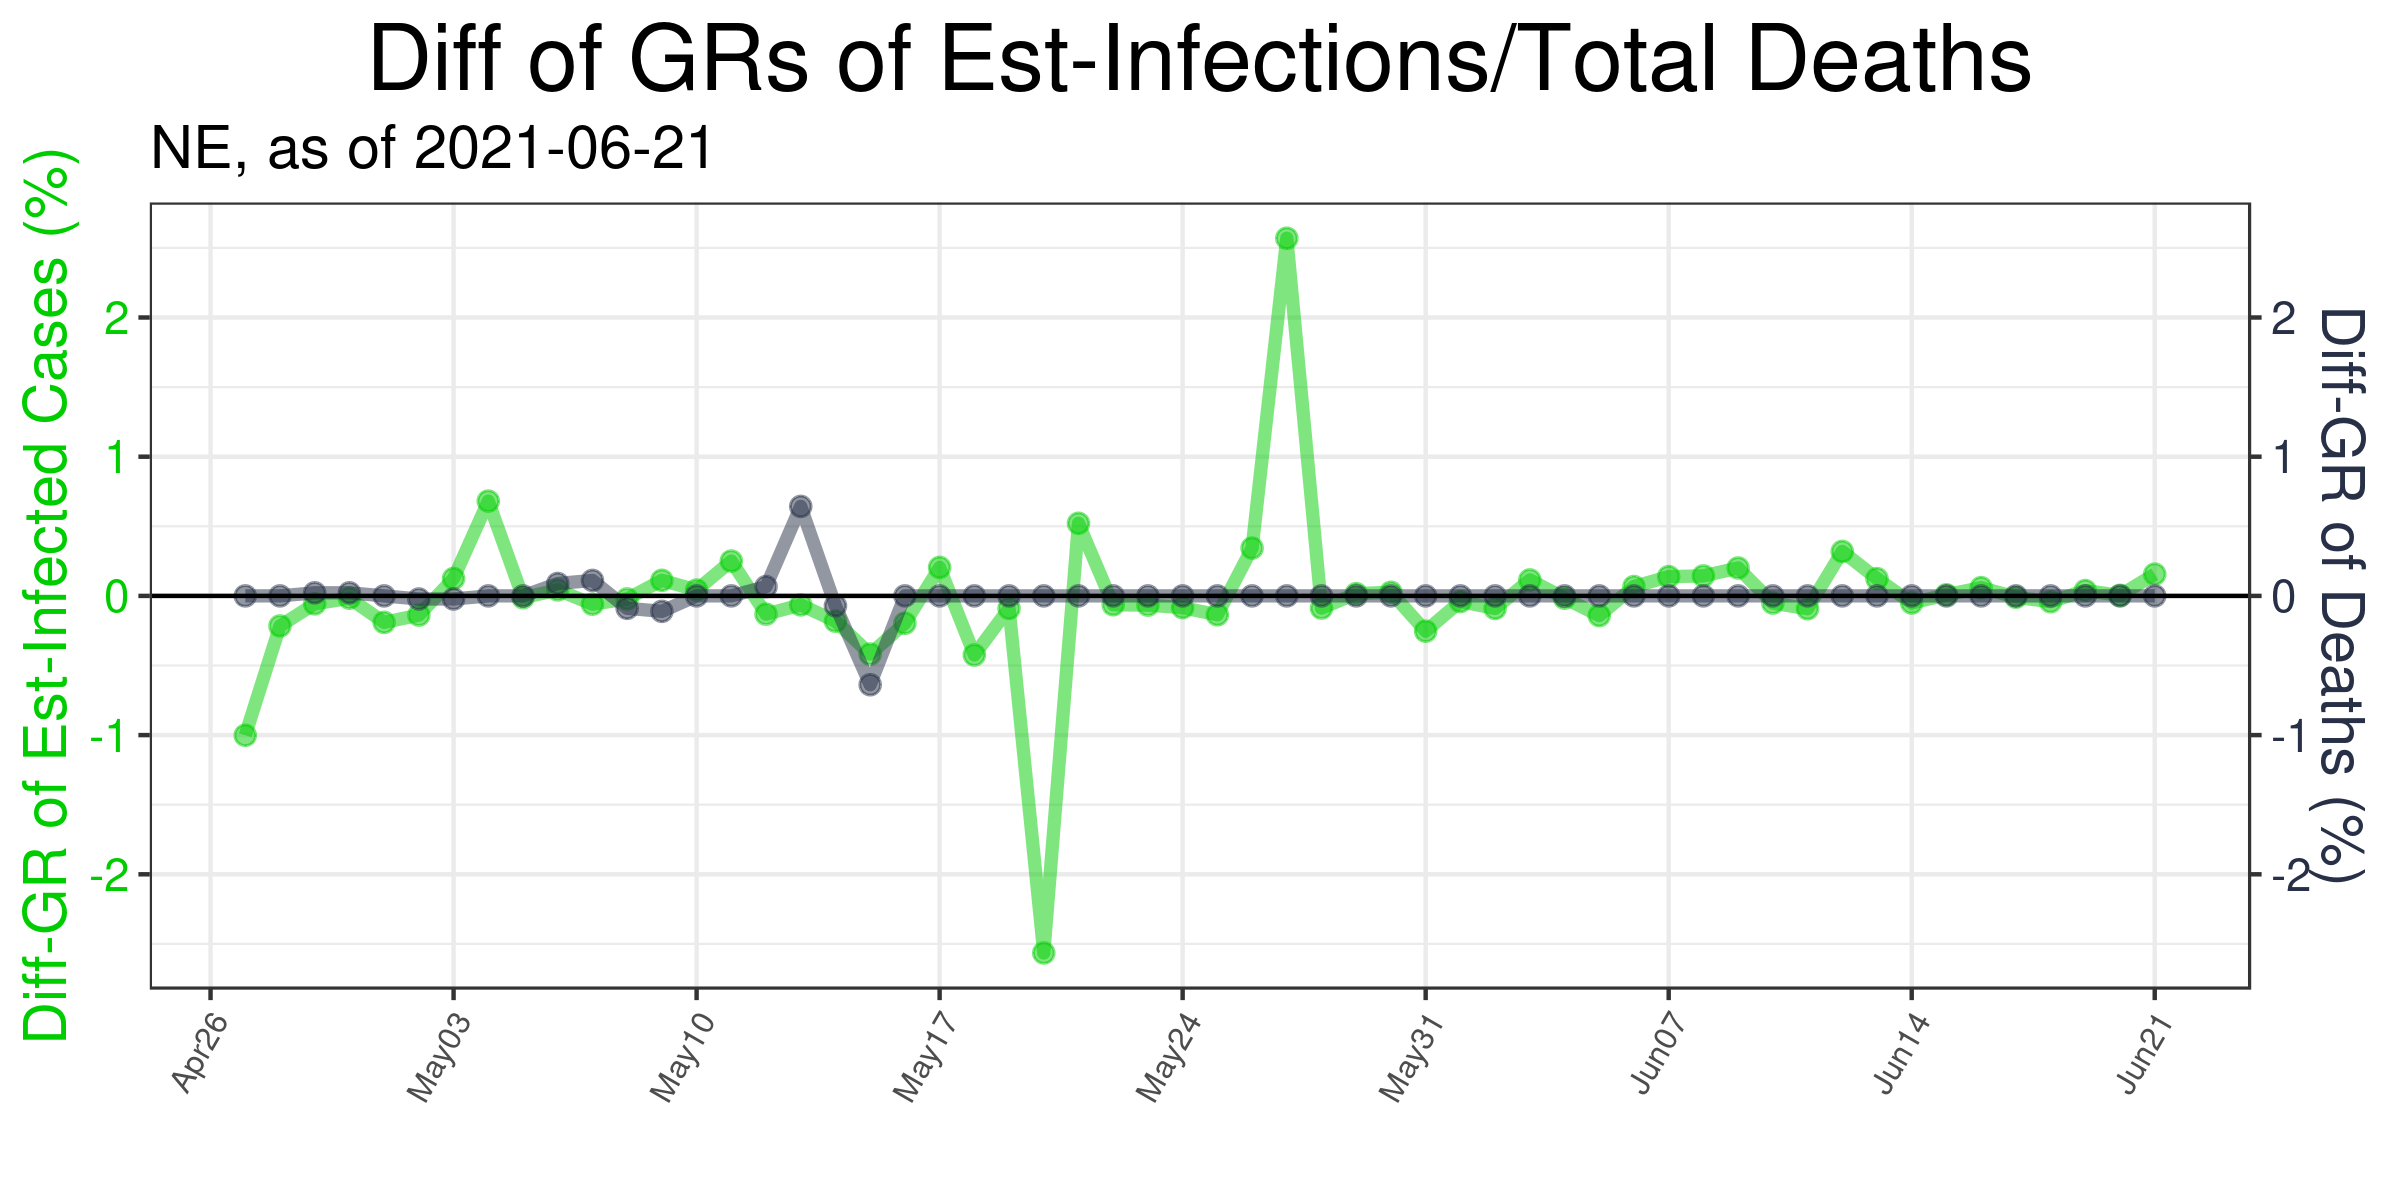 Diff of GRs of Est-Infections/Total Deaths
NE, as of 2021-06-21
Diff-GR of Est-Infected Cases (%)
2
1
0
-1
-2
2
1
0
-1
-2
Diff-GR of Deaths (%)
Apr26
May03
May10
May17
May24
May31
Jun07
Jun14
Jun21